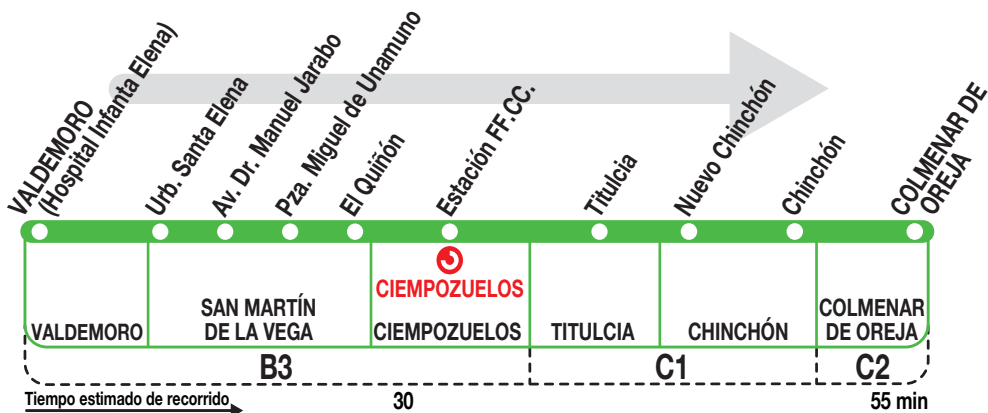 VALDEMORO
(Hospital Infanta Elena)
Urb. Santa Elena
Av. Dr. Manuel Jarabo
Pza. Miguel de Unamuno
El Quiñón
Estación FF.CC.
Titulcia
Nuevo Chinchón
Chinchón
COLMENAR DE
OREJA
CIEMPOZUELOS
VALDEMORO
SAN MARTÍN
DE LA VEGA
CIEMPOZUELOS
TITULCIA
CHINCHÓN
COLMENAR
DE OREJA
B3
C1
C2
Tiempo estimado de recorrido
30
55 min